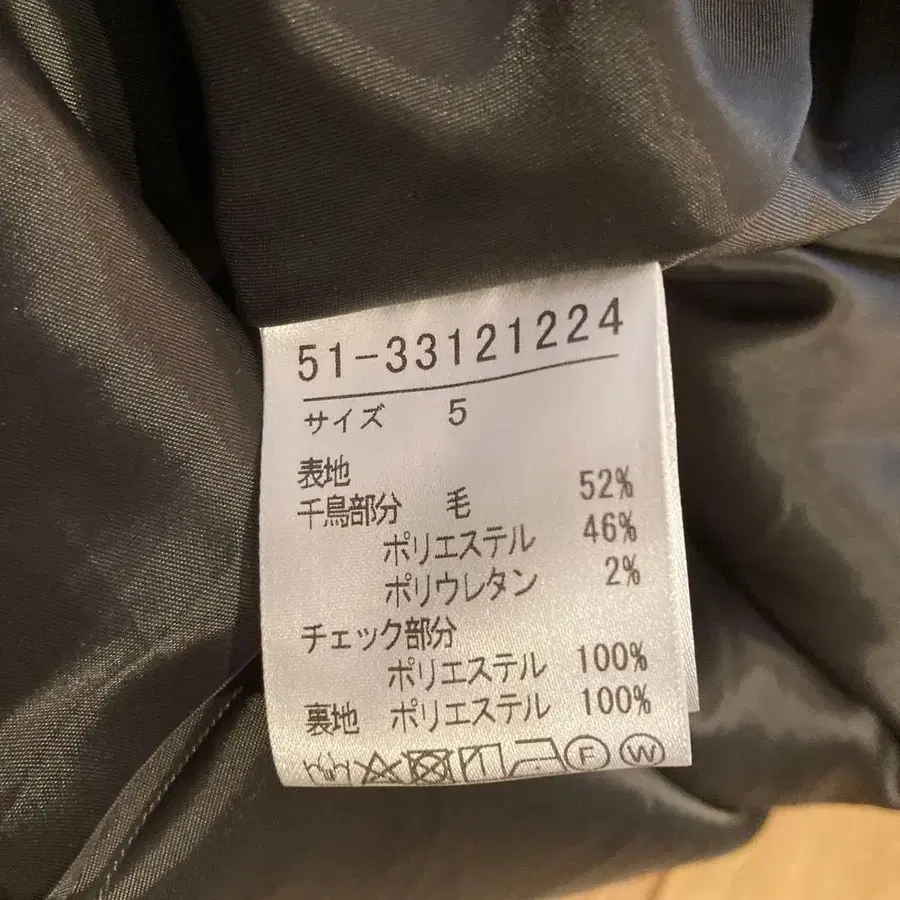 51-33121224
サイズ 5
表地
千鳥部分 毛 52%
ポリエステル 46%
ポリウレタン 2%
チェック部分
ポリエステル 100%
裏地 ポリエステル 100%
F W